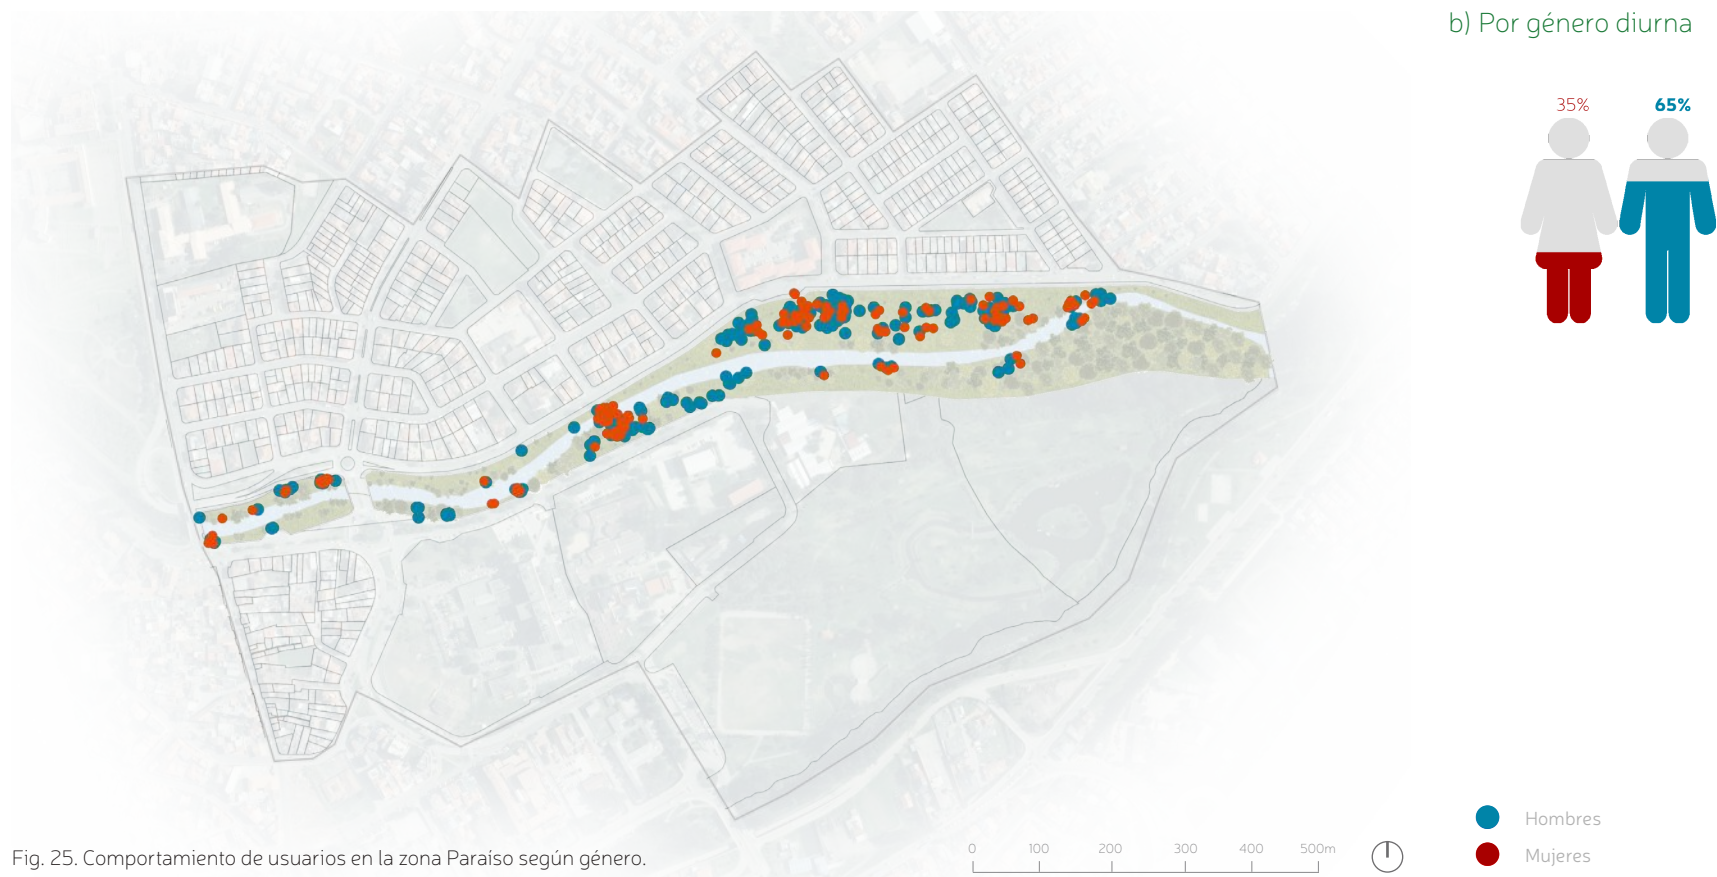 b) Por género diurna
35% 65%
Hombres
Mujeres
0 100 200 300 400 500m
Fig. 25. Comportamiento de usuarios en la zona Paraíso según género.